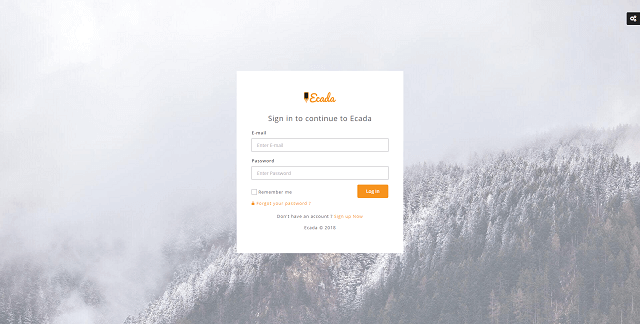 Ecada
Sign in to continue to Ecada
E-mail
Enter E-mail
Password
Enter Password
Remember me
Log In
Forgot your password ?
Don't have an account ? Sign up Now
Ecada © 2018